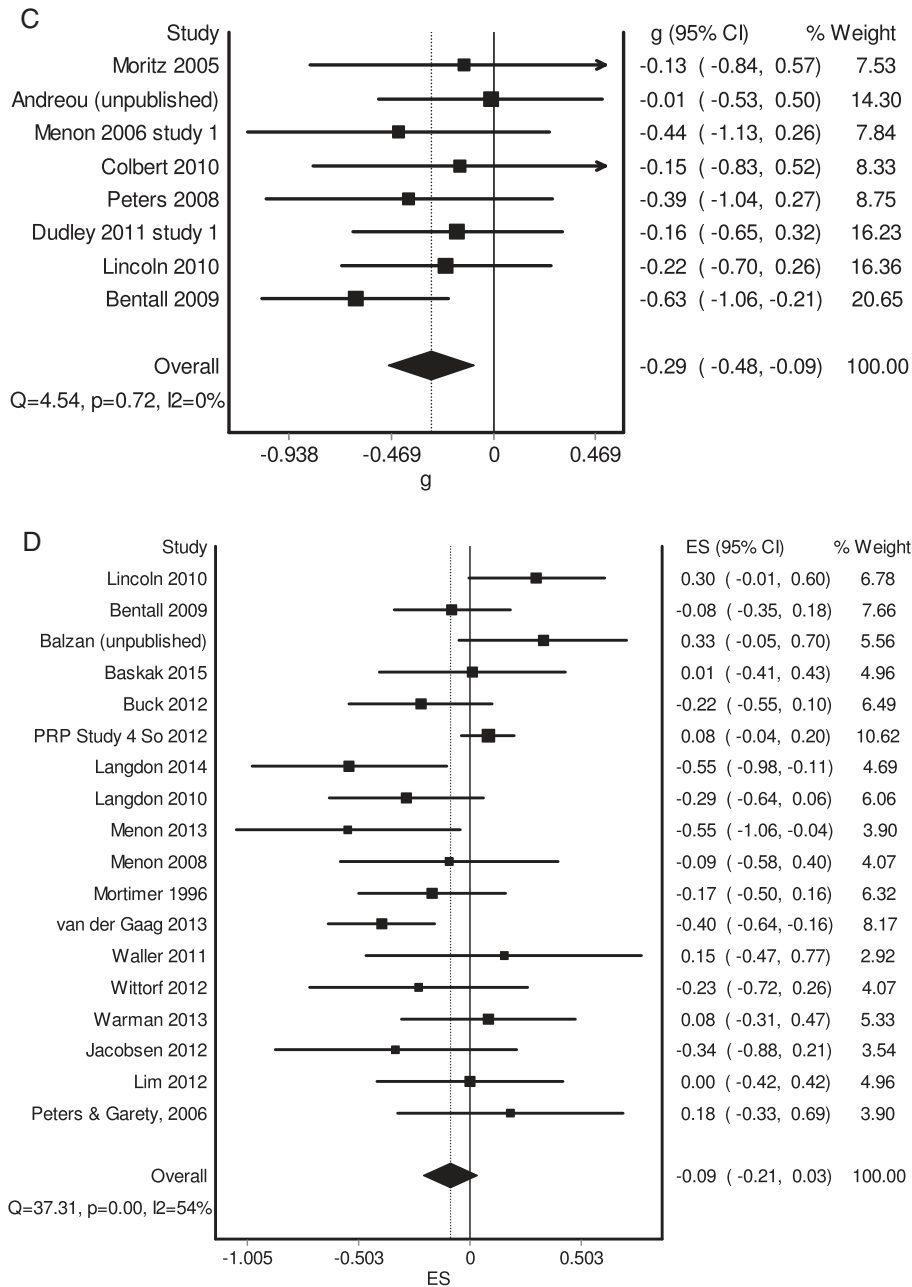 C
Study g (95% CI) % Weight
Moritz 2005 -0.13 ( -0.84, 0.57) 7.53
Andreou (unpublished) -0.01 ( -0.53, 0.50) 14.30
Menon 2006 study 1 -0.44 ( -1.13, 0.26) 7.84
Colbert 2010 -0.15 ( -0.83, 0.52) 8.33
Peters 2008 -0.39 ( -1.04, 0.27) 8.75
Dudley 2011 study 1 -0.16 ( -0.65, 0.32) 16.23
Lincoln 2010 -0.22 ( -0.70, 0.26) 16.36
Bentall 2009 -0.63 ( -1.06, -0.21) 20.65
Overall -0.29 ( -0.48, -0.09) 100.00
Q=4.54, p=0.72, I2=0%
-0.938 -0.469 0 0.469
g
D
Study ES (95% CI) % Weight
Lincoln 2010 0.30 ( -0.01, 0.60) 6.78
Bentall 2009 -0.08 ( -0.35, 0.18) 7.66
Balzan (unpublished) 0.33 ( -0.05, 0.70) 5.56
Baskak 2015 0.01 ( -0.41, 0.43) 4.96
Buck 2012 -0.22 ( -0.55, 0.10) 6.49
PRP Study 4 So 2012 0.08 ( -0.04, 0.20) 10.62
Langdon 2014 -0.55 ( -0.98, -0.11) 4.69
Langdon 2010 -0.29 ( -0.64, 0.06) 6.06
Menon 2013 -0.55 ( -1.06, -0.04) 3.90
Menon 2008 -0.09 ( -0.58, 0.40) 4.07
Mortimer 1996 -0.17 ( -0.50, 0.16) 6.32
van der Gaag 2013 -0.40 ( -0.64, -0.16) 8.17
Waller 2011 0.15 ( -0.47, 0.77) 2.92
Wittorf 2012 -0.23 ( -0.72, 0.26) 4.07
Warman 2013 0.08 ( -0.31, 0.47) 5.33
Jacobsen 2012 -0.34 ( -0.88, 0.21) 3.54
Lim 2012 0.00 ( -0.42, 0.42) 4.96
Peters & Garety, 2006 0.18 ( -0.33, 0.69) 3.90
Overall -0.09 ( -0.21, 0.03) 100.00
Q=37.31, p=0.00, I2=54%
-1.005 -0.503 0 0.503
ES